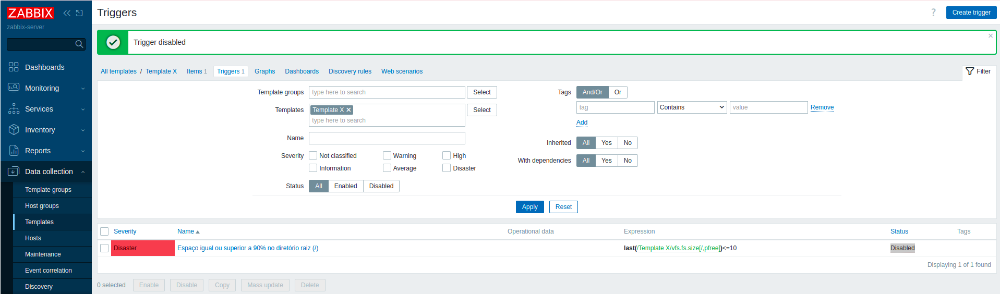 ZABBIX
zabbix-server
Dashboards
Monitoring
Services
Inventory
Reports
Data collection
Template groups
Host groups
Templates
Hosts
Maintenance
Event correlation
Discovery
Triggers
? Create trigger
Trigger disabled
All templates / Template X Items 1 Triggers 1 Graphs Dashboards Discovery rules Web scenarios Filter
Template groups type here to search Select
Templates Template X Select
type here to search
Name
Severity Not classified Warning High
Information Average Disaster
Status All Enabled Disabled
Tags And/Or Or
tag Contains value Remove
Add
Inherited All Yes No
With dependencies All Yes No
Apply Reset
Severity Name Operational data Expression Status Tags
Disaster Espaço igual ou superior a 90% no diretório raiz (/) last(/Template X/vfs.fs.size[/,pfree])<=10 Disabled
Displaying 1 of 1 found
0 selected Enable Disable Copy Mass update Delete